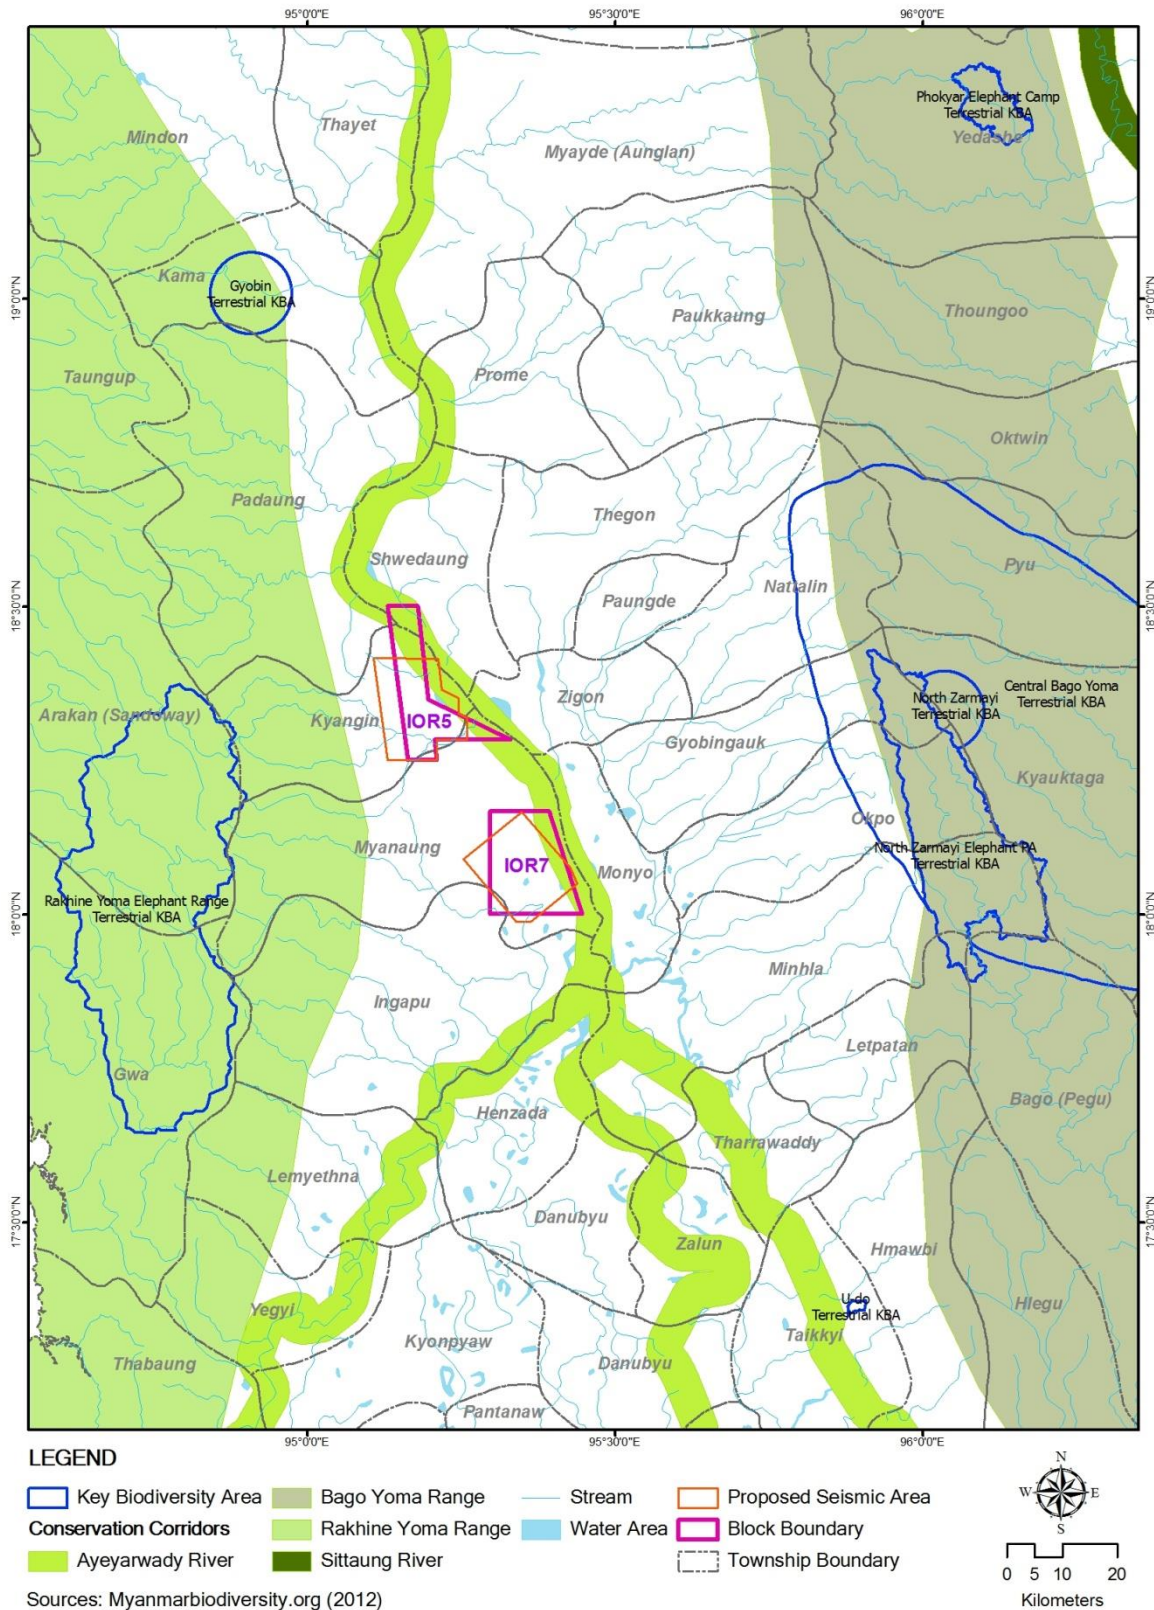 95°0'0"E
95°30'0"E
96°0'0"E
Phokyar Elephant Camp
Terrestrial KBA
Yedashe
Thayet
Mindon
Myayde (Aunglan)
Kama
Gyobin
Terrestrial KBA
19°0'0"N
19°0'0"N
Paukkaung
Thoungoo
Taungup
Prome
Oktwin
Padaung
Thegon
Shwedaung
Pyu
Nattalin
Paungde
18°30'0"N
18°30'0"N
Central Bago Yoma
Terrestrial KBA
North Zarmayi
Terrestrial KBA
Zigon
Arakan (Sandoway)
Kyangin
IOR5
Gyobingauk
Kyauktaga
Okpo
Myanaung
North Zarmayi Elephant PA
Terrestrial KBA
IOR7
Monyo
Rakhine Yoma Elephant Range
Terrestrial KBA
18°0'0"N
18°0'0"N
Minhla
Ingapu
Letpatan
Gwa
Henzada
Bago (Pegu)
Tharrawaddy
Lemyethna
Danubyu
17°30'0"N
17°30'0"N
Zalun
Hmawbi
U-do
Terrestrial KBA
Yegyi
Hlegu
Kyonpyaw
Taikkyi
Thabaung
Danubyu
Pantanaw
95°0'0"E
95°30'0"E
96°0'0"E
LEGEND
Key Biodiversity Area
Conservation Corridors
Ayeyarwady River
Bago Yoma Range
Rakhine Yoma Range
Sittaung River
Stream
Water Area
Proposed Seismic Area
Block Boundary
Township Boundary
N
W
E
S
0 5 10 20
Kilometers
Sources: Myanmarbiodiversity.org (2012)